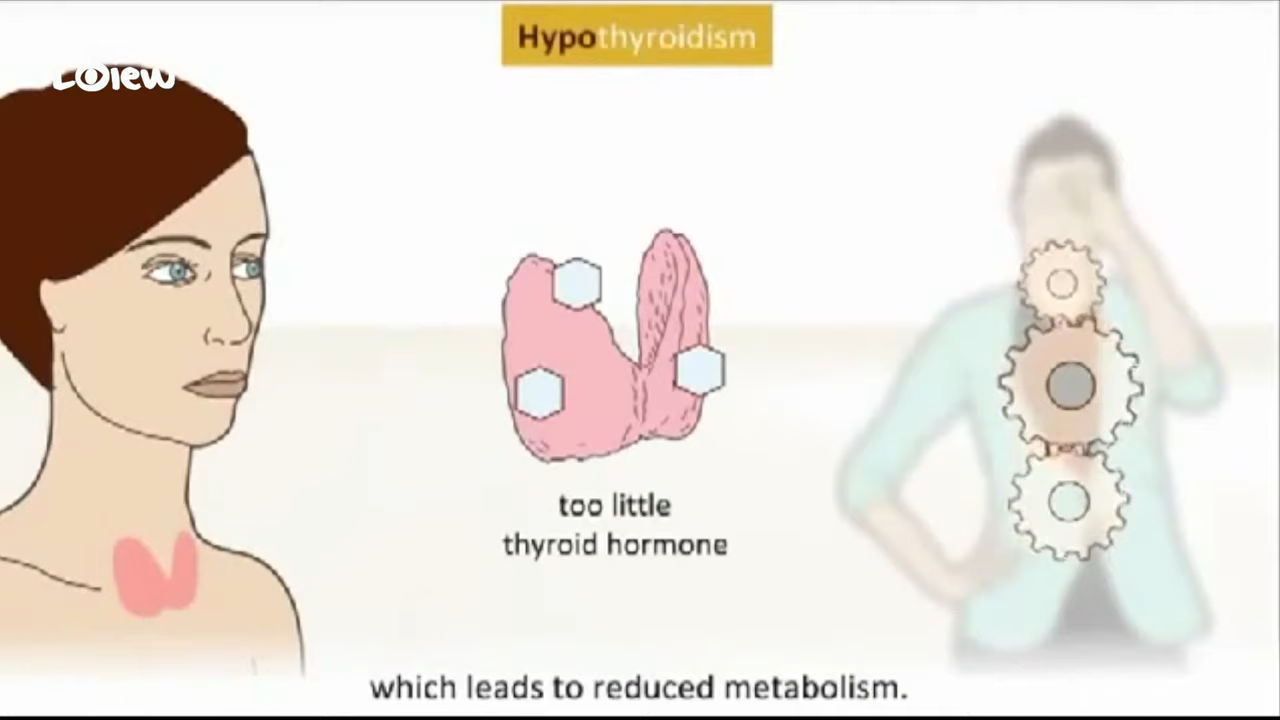 Hypothyroidism
too little
thyroid hormone
which leads to reduced metabolism.